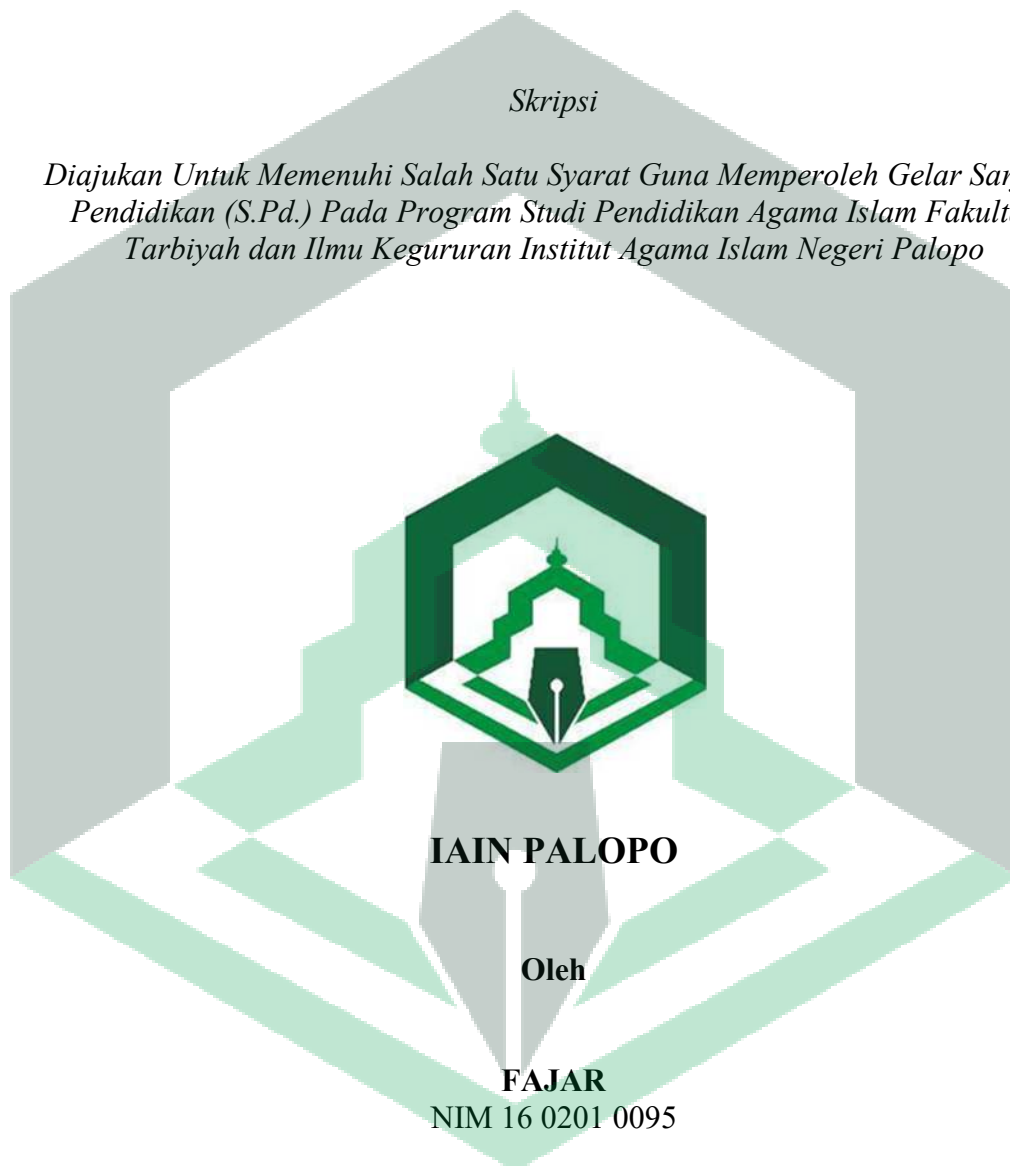 Skripsi
Diajukan Untuk Memenuhi Salah Satu Syarat Guna Memperoleh Gelar
Pendidikan (S.Pd.) Pada Program Studi Pendidikan Agama Islam
Tarbiyah dan Ilmu Kegururan Institut Agama Islam Negeri Palopo
IAIN PALOPO
Oleh
FAJAR
NIM 16 0201 0095